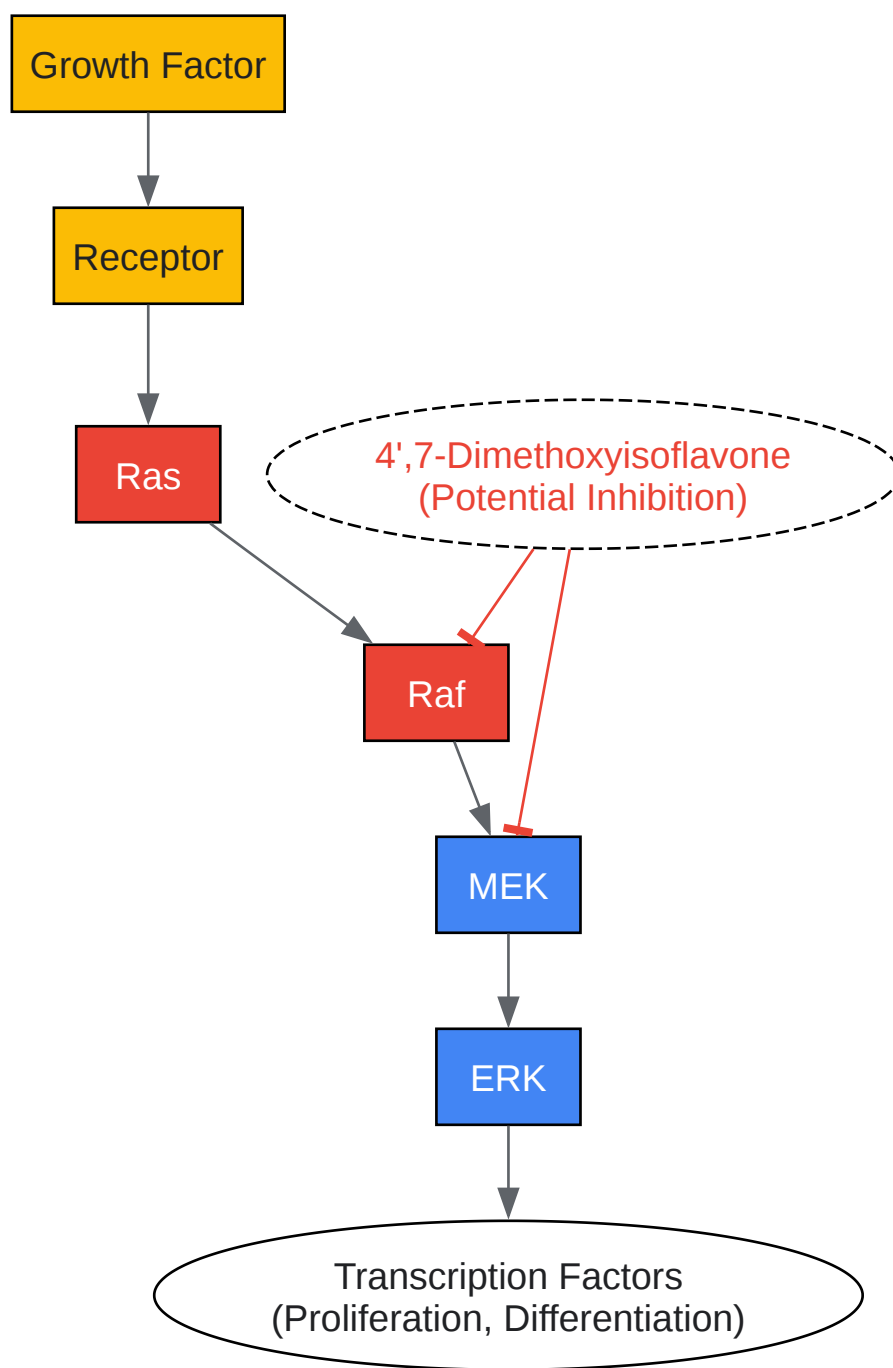 Growth Factor
Receptor
Ras
4',7-Dimethoxyisoflavone
(Potential Inhibition)
Raf
MEK
ERK
Transcription Factors
(Proliferation, Differentiation)